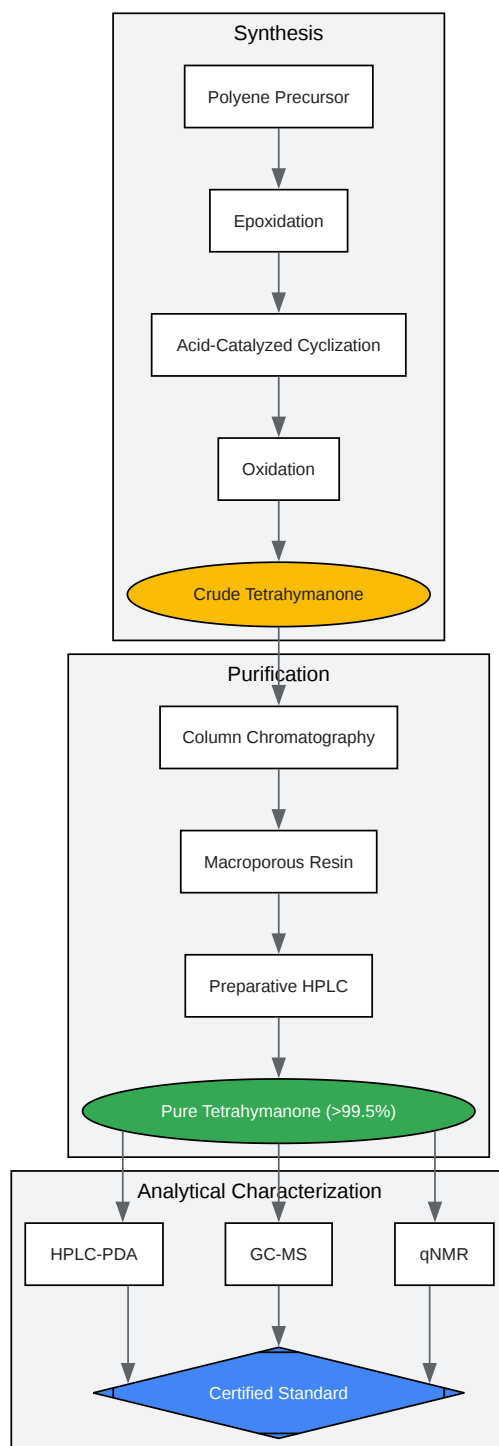 Synthesis
Polyene Precursor
Epoxidation
Acid-Catalyzed Cyclization
Oxidation
Crude Tetrahymanone
Purification
Column Chromatography
Macroporous Resin
Preparative HPLC
Pure Tetrahymanone (>99.5%)
Analytical Characterization
HPLC-PDA
GC-MS
qNMR
Certified Standard